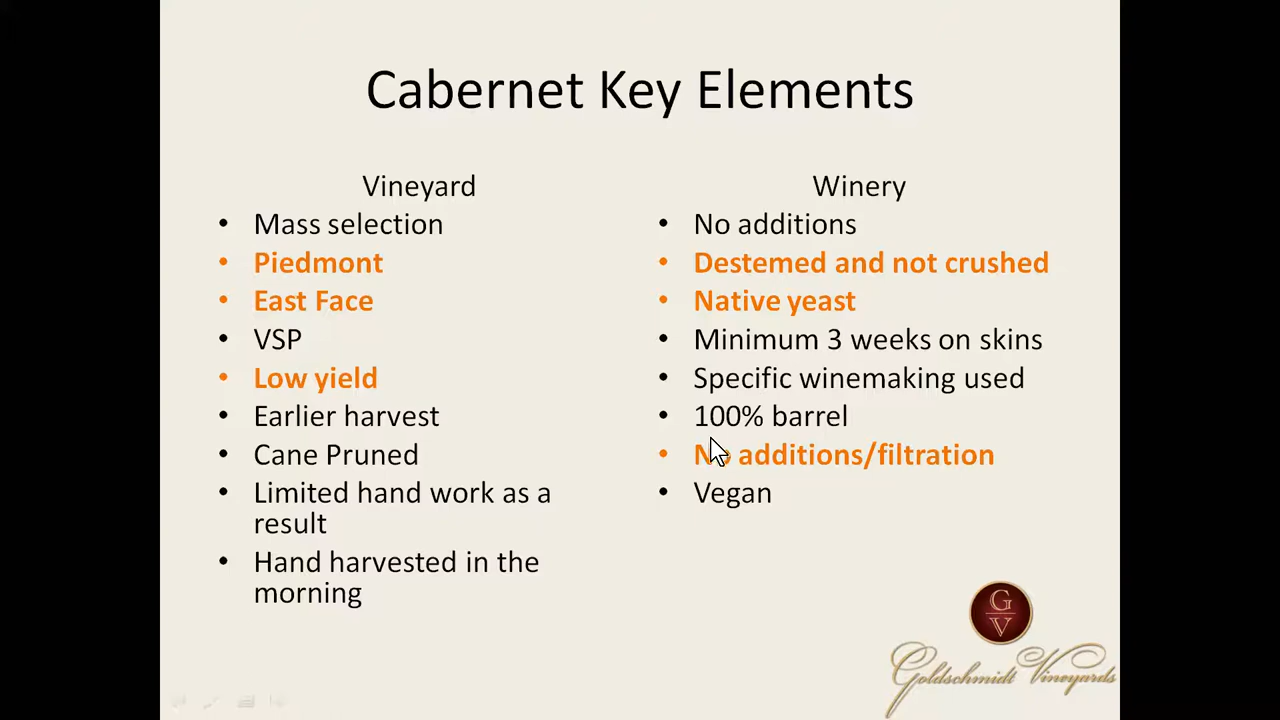 Cabernet Key Elements
Vineyard
• Mass selection
• Piedmont
• East Face
• VSP
• Low yield
• Earlier harvest
• Cane Pruned
• Limited hand work as a
result
• Hand harvested in the
morning
Winery
• No additions
• Destemed and not crushed
• Native yeast
• Minimum 3 weeks on skins
• Specific winemaking used
• 100% barrel
• No additions/filtration
• Vegan
G
V
Goldschmidt Vineyards